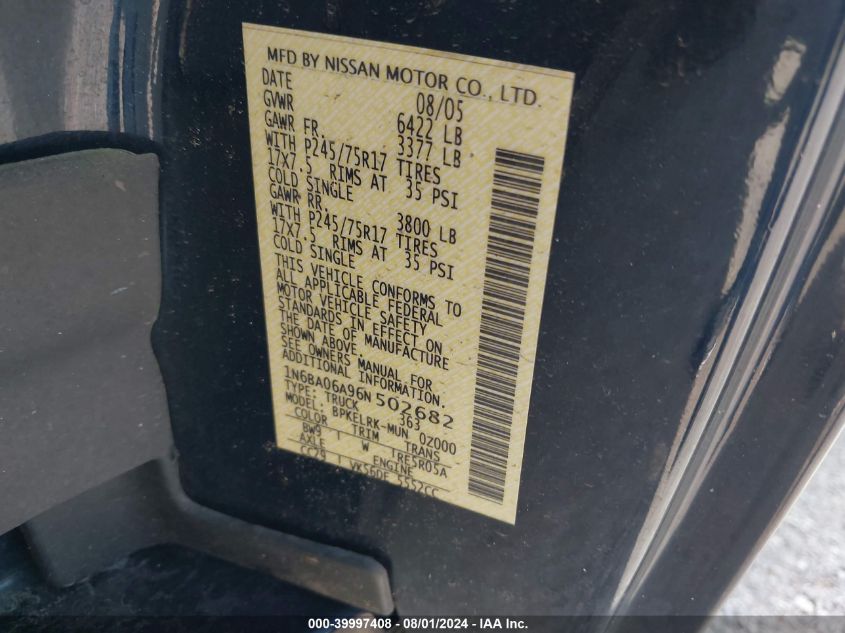 MFD BY NISSAN MOTOR CO., LTD.
DATE 08/05
GVWR 6422 LB
GAWR FR. 3377 LB
WITH P245/75R17 TIRES
17X7.5 RIMS AT 35 PSI
COLD SINGLE
GAWR RR. 3800 LB
WITH P245/75R17 TIRES
17X7.5 RIMS AT 35 PSI
COLD SINGLE
THIS VEHICLE CONFORMS TO
ALL APPLICABLE FEDERAL
MOTOR VEHICLE SAFETY
STANDARDS IN EFFECT ON
THE DATE OF MANUFACTURE
SHOWN ABOVE.
SEE OWNERS MANUAL FOR
ADDITIONAL INFORMATION.
1N6BA06A96N502682
TYPE: TRUCK 363
MODEL: BPKELRK-MUN 0Z000
COLOR TRIM TRANS
BW9 W TRE5R05A
AXLE ENGINE
CC29 VK56DE 5552CC
000-39997408 - 08/01/2024 - IAA Inc.